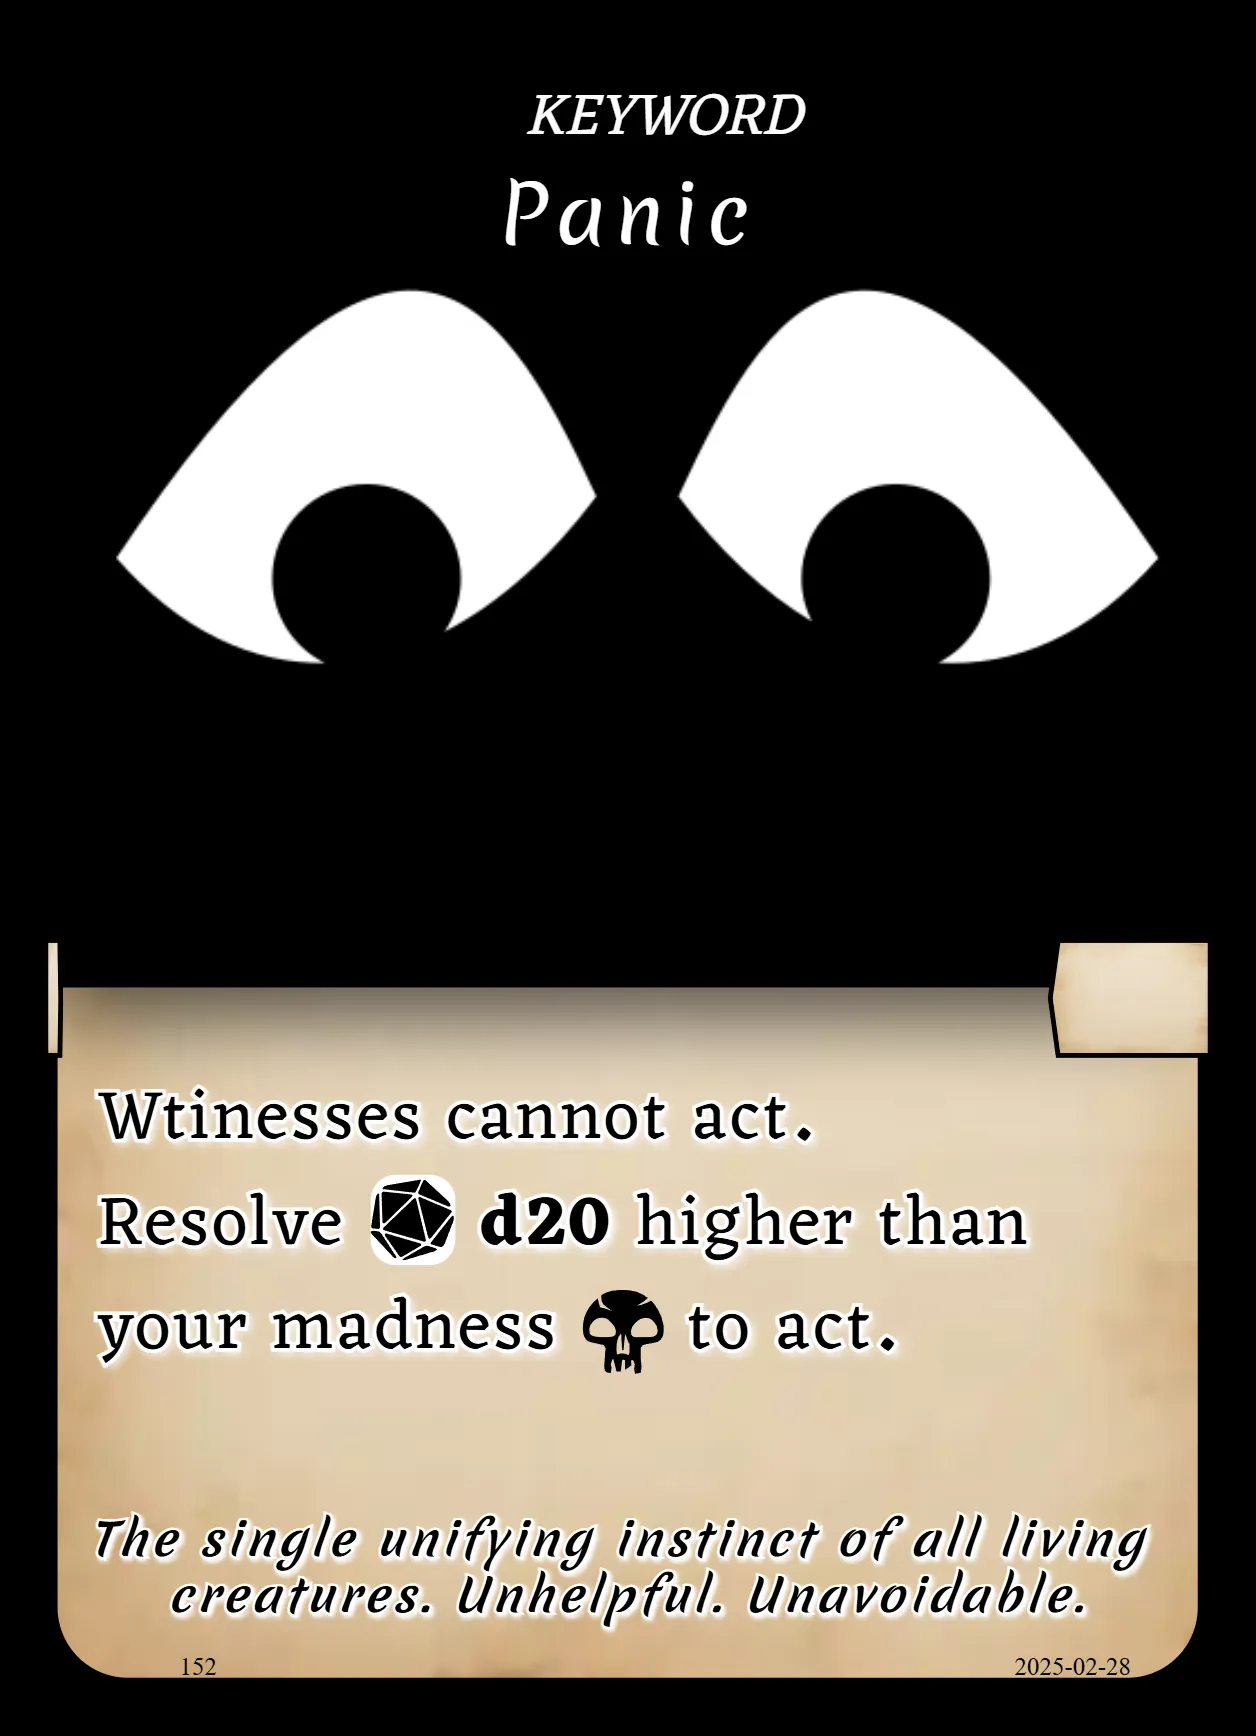 KEYWORD
Panic
Wtinesses cannot act.
Resolve d20 higher than
your madness to act.
The single unifying instinct of all living
creatures. Unhelpful. Unavoidable.
152 2025-02-28